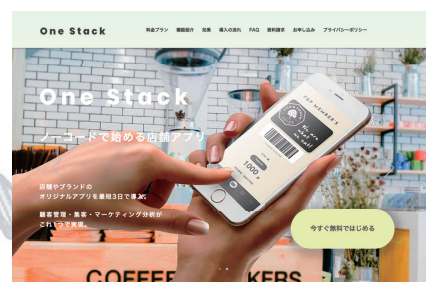 One Stack
料金プラン 機能紹介 効果 導入の流れ FAQ 資料請求 お申し込み プライバシーポリシー
One Stack
ノーコードで始める店舗アプリ
店舗やブランドの
オリジナルアプリを最短3日で導入。
顧客管理・集客・マーケティング分析が
これ1つで実現。
1000
今すぐ無料ではじめる
COFFEE
KERS